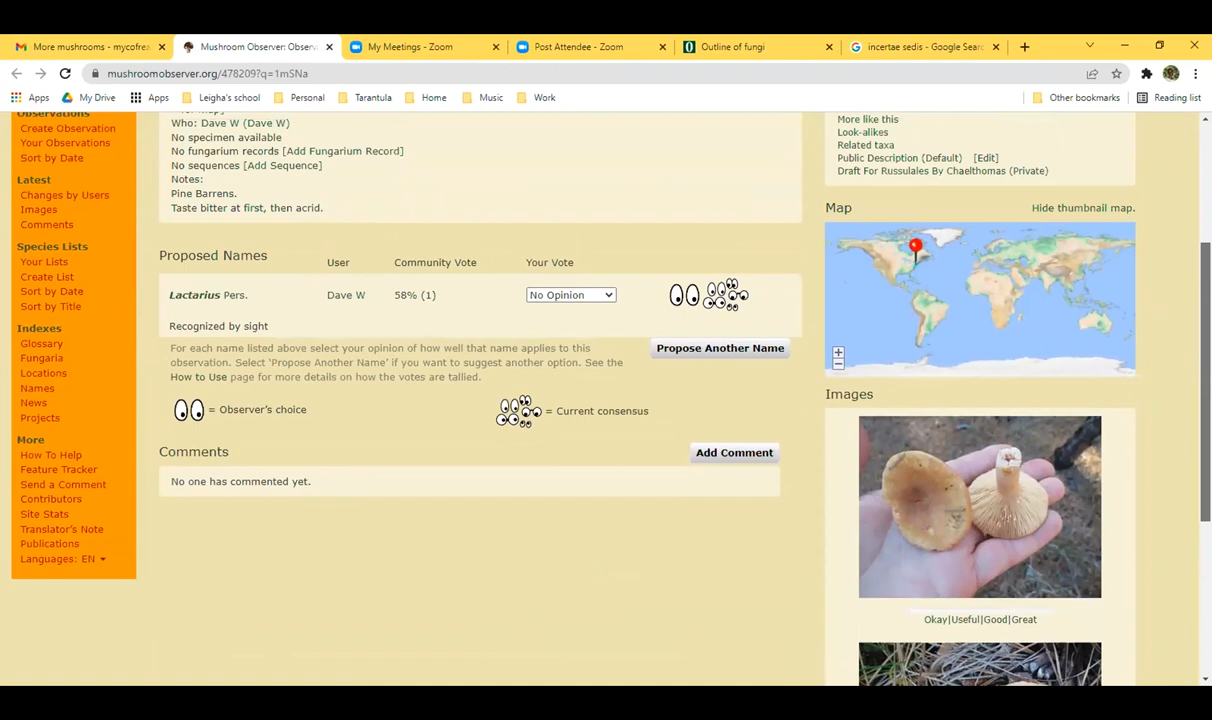 More mushrooms - mycofrea
Mushroom Observer: Observ
My Meetings - Zoom
Post Attendee - Zoom
Outline of fungi
incertae sedis - Google Sear
mushroomobserver.org/478209?q=1mSNa
Apps
My Drive
Apps
Leigha's school
Personal
Tarantula
Home
Music
Work
Other bookmarks
Reading list
Observations
Create Observation
Your Observations
Sort by Date
Latest
Changes by Users
Images
Comments
Species Lists
Your Lists
Create List
Sort by Date
Sort by Title
Indexes
Glossary
Fungaria
Locations
Names
News
Projects
More
How To Help
Feature Tracker
Send a Comment
Contributors
Site Stats
Translator's Note
Publications
Languages: EN
Who: Dave W (Dave W)
No specimen available
No fungarium records [Add Fungarium Record]
No sequences [Add Sequence]
Notes:
Pine Barrens.
Taste bitter at first, then acrid.
Proposed Names
User
Community Vote
Your Vote
Lactarius Pers.
Dave W
58% (1)
No Opinion
Recognized by sight
For each name listed above select your opinion of how well that name applies to this
observation. Select 'Propose Another Name' if you want to suggest another option. See the
How to Use page for more details on how the votes are tallied.
Propose Another Name
= Observer's choice
= Current consensus
Comments
Add Comment
No one has commented yet.
More like this
Look-alikes
Related taxa
Public Description (Default) [Edit]
Draft For Russulales By Chaelthomas (Private)
Map
Hide thumbnail map.
Images
Okay|Useful|Good|Great